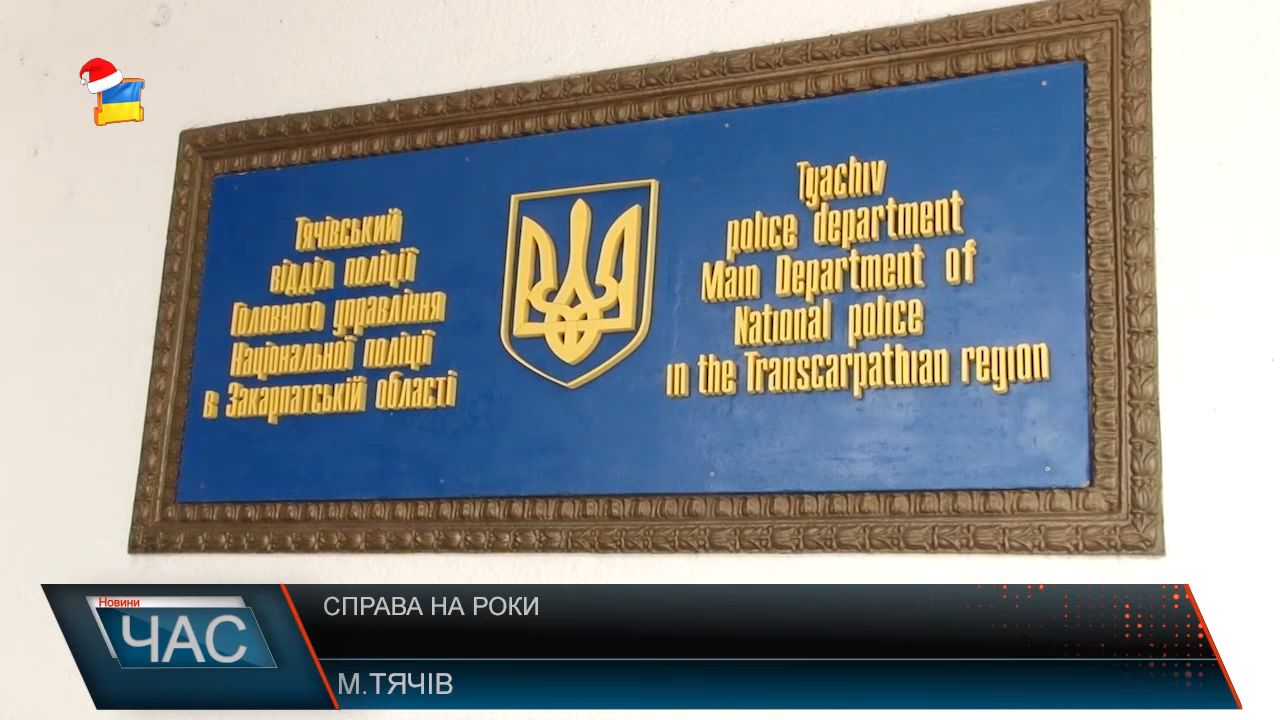 Тячівський
відділ поліції
Головного управління
Національної поліції
в Закарпатській області
Tyachiv
police department
Main Department of
National police
in the Transcarpathian region
Новини
ЧАС
СПРАВА НА РОКИ
М.ТЯЧІВ